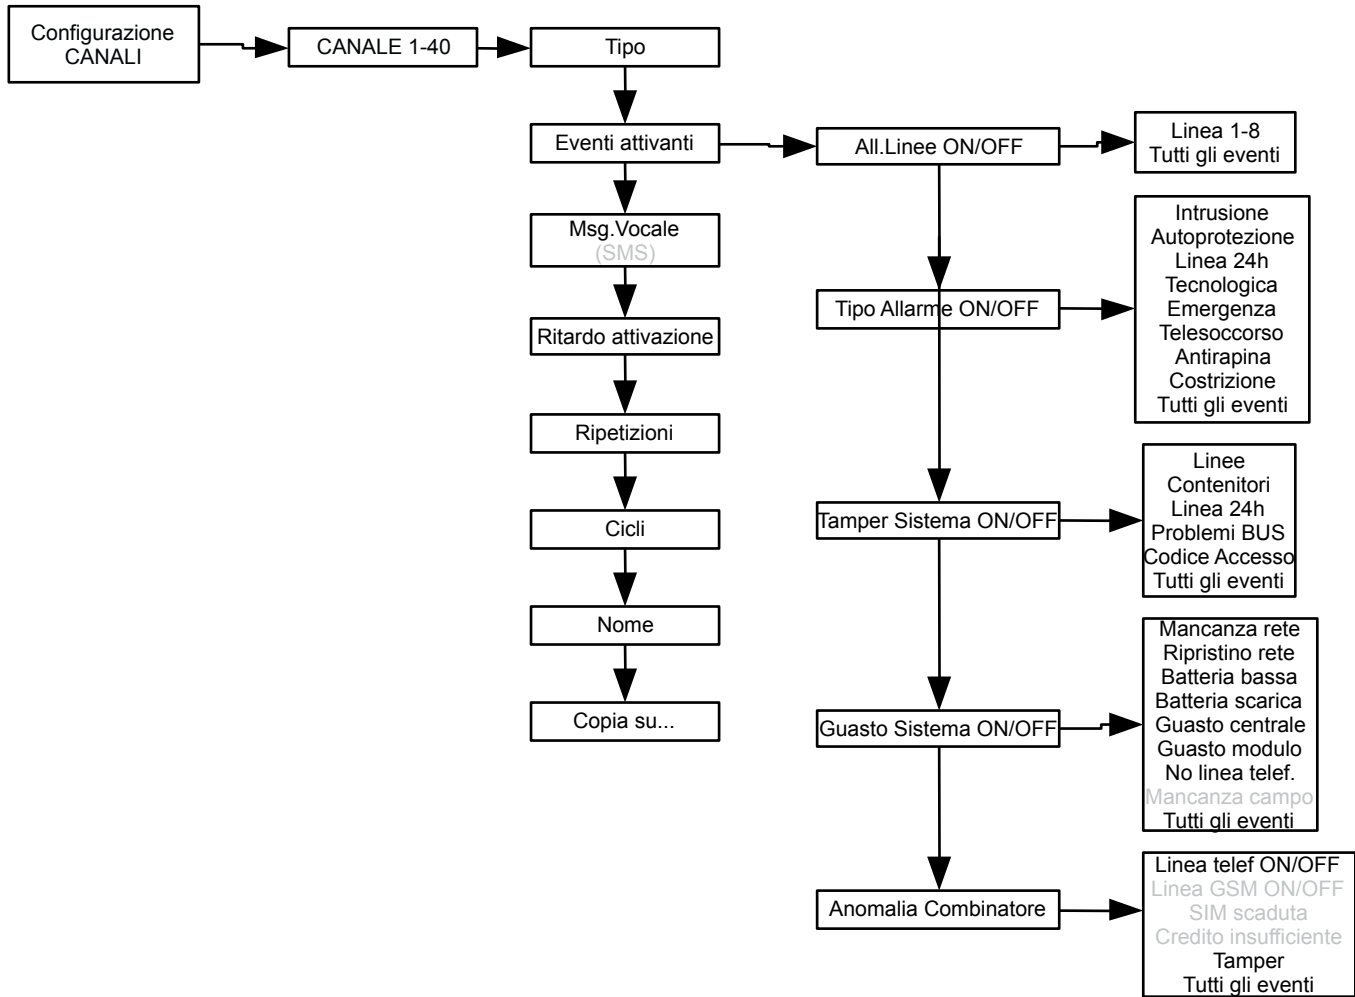 Configurazione
CANALI
CANALE 1-40
Tipo
Eventi attivanti
Msg.Vocale
(SMS)
Ritardo attivazione
Ripetizioni
Cicli
Nome
Copia su...
All.Linee ON/OFF
Linea 1-8
Tutti gli eventi
Tipo Allarme ON/OFF
Intrusione
Autoprotezione
Linea 24h
Tecnologica
Emergenza
Telesoccorso
Antirapina
Costrizione
Tutti gli eventi
Tamper Sistema ON/OFF
Linee
Contenitori
Linea 24h
Problemi BUS
Codice Accesso
Tutti gli eventi
Guasto Sistema ON/OFF
Mancanza rete
Ripristino rete
Batteria bassa
Batteria scarica
Guasto centrale
Guasto modulo
No linea telef.
Mancanza campo
Tutti gli eventi
Anomalia Combinatore
Linea telef ON/OFF
Linea GSM ON/OFF
SIM scaduta
Credito insufficiente
Tamper
Tutti gli eventi